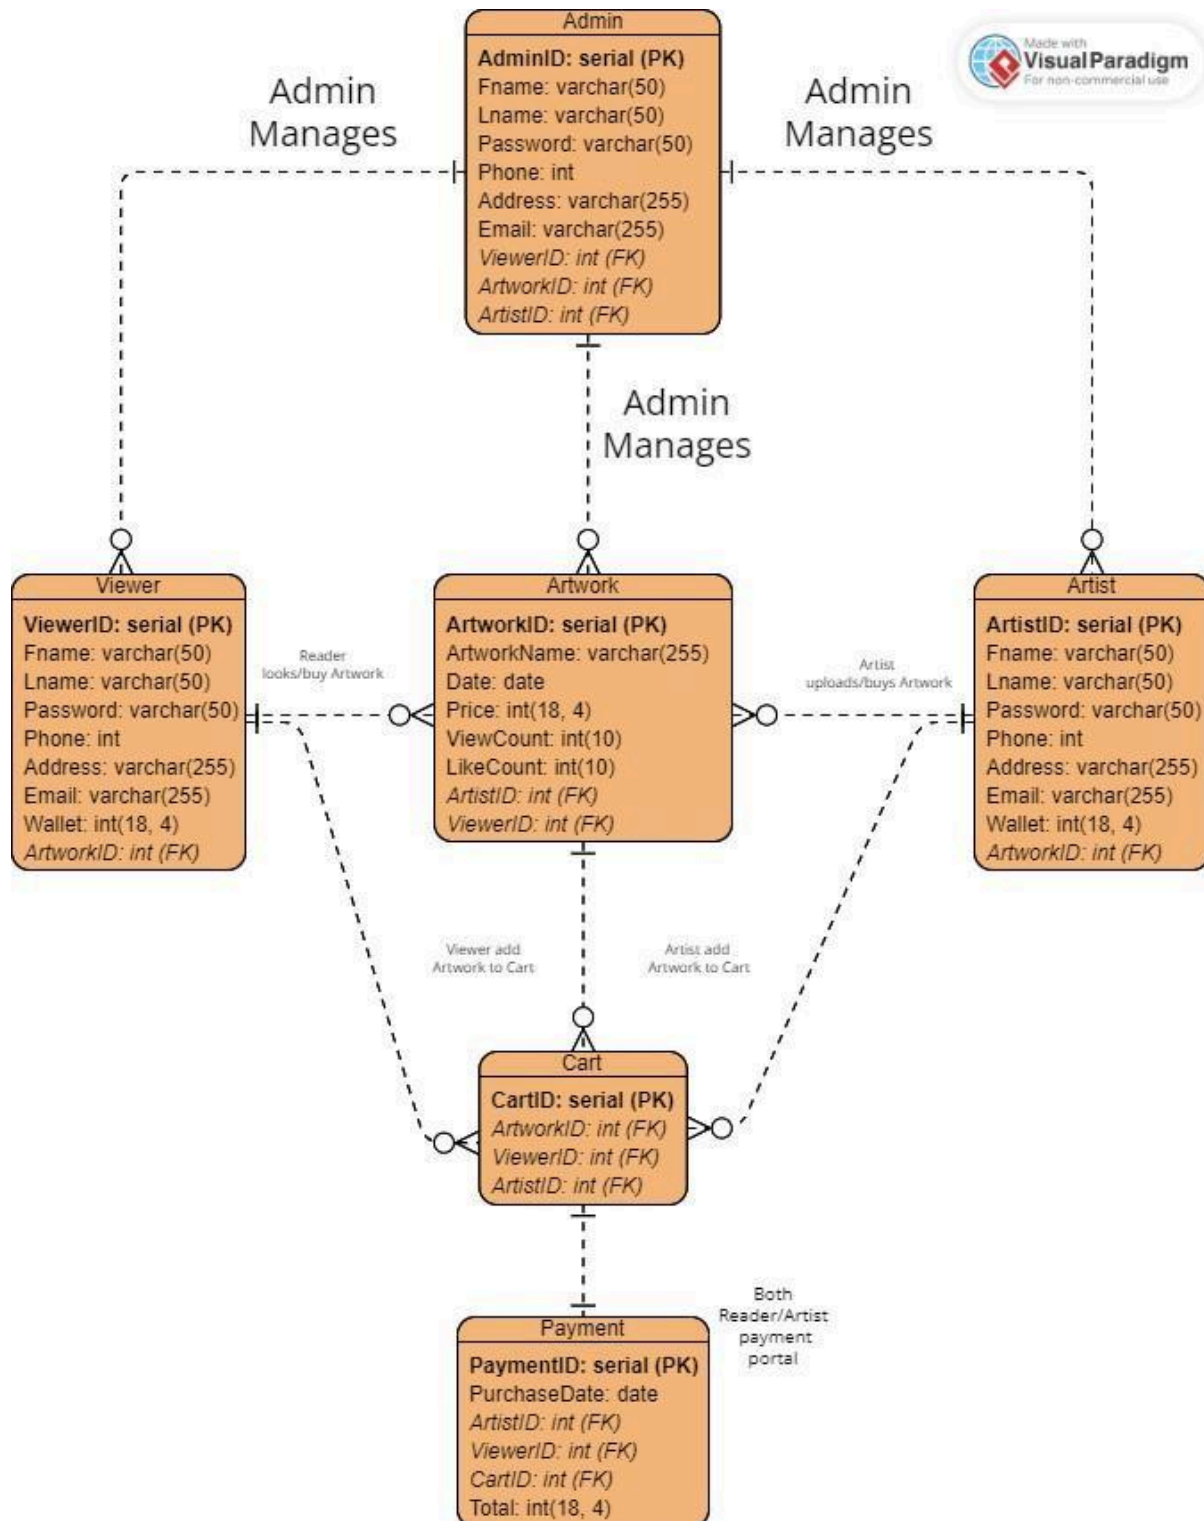 Admin
AdminID: serial (PK)
Fname: varchar(50)
Lname: varchar(50)
Password: varchar(50)
Phone: int
Address: varchar(255)
Email: varchar(255)
ViewerID: int (FK)
ArtworkID: int (FK)
ArtistID: int (FK)
Made with
Visual Paradigm
For non-commercial use
Admin
Manages
Admin
Manages
Admin
Manages
Viewer
ViewerID: serial (PK)
Fname: varchar(50)
Lname: varchar(50)
Password: varchar(50)
Phone: int
Address: varchar(255)
Email: varchar(255)
Wallet: int(18, 4)
ArtworkID: int (FK)
Reader
looks/buy Artwork
Artwork
ArtworkID: serial (PK)
ArtworkName: varchar(255)
Date: date
Price: int(18, 4)
ViewCount: int(10)
LikeCount: int(10)
ArtistID: int (FK)
ViewerID: int (FK)
Artist
uploads/buys Artwork
Artist
ArtistID: serial (PK)
Fname: varchar(50)
Lname: varchar(50)
Password: varchar(50)
Phone: int
Address: varchar(255)
Email: varchar(255)
Wallet: int(18, 4)
ArtworkID: int (FK)
Viewer add
Artwork to Cart
Artist add
Artwork to Cart
Cart
CartID: serial (PK)
ArtworkID: int (FK)
ViewerID: int (FK)
ArtistID: int (FK)
Both
Reader/Artist
payment
portal
Payment
PaymentID: serial (PK)
PurchaseDate: date
ArtistID: int (FK)
ViewerID: int (FK)
CartID: int (FK)
Total: int(18, 4)